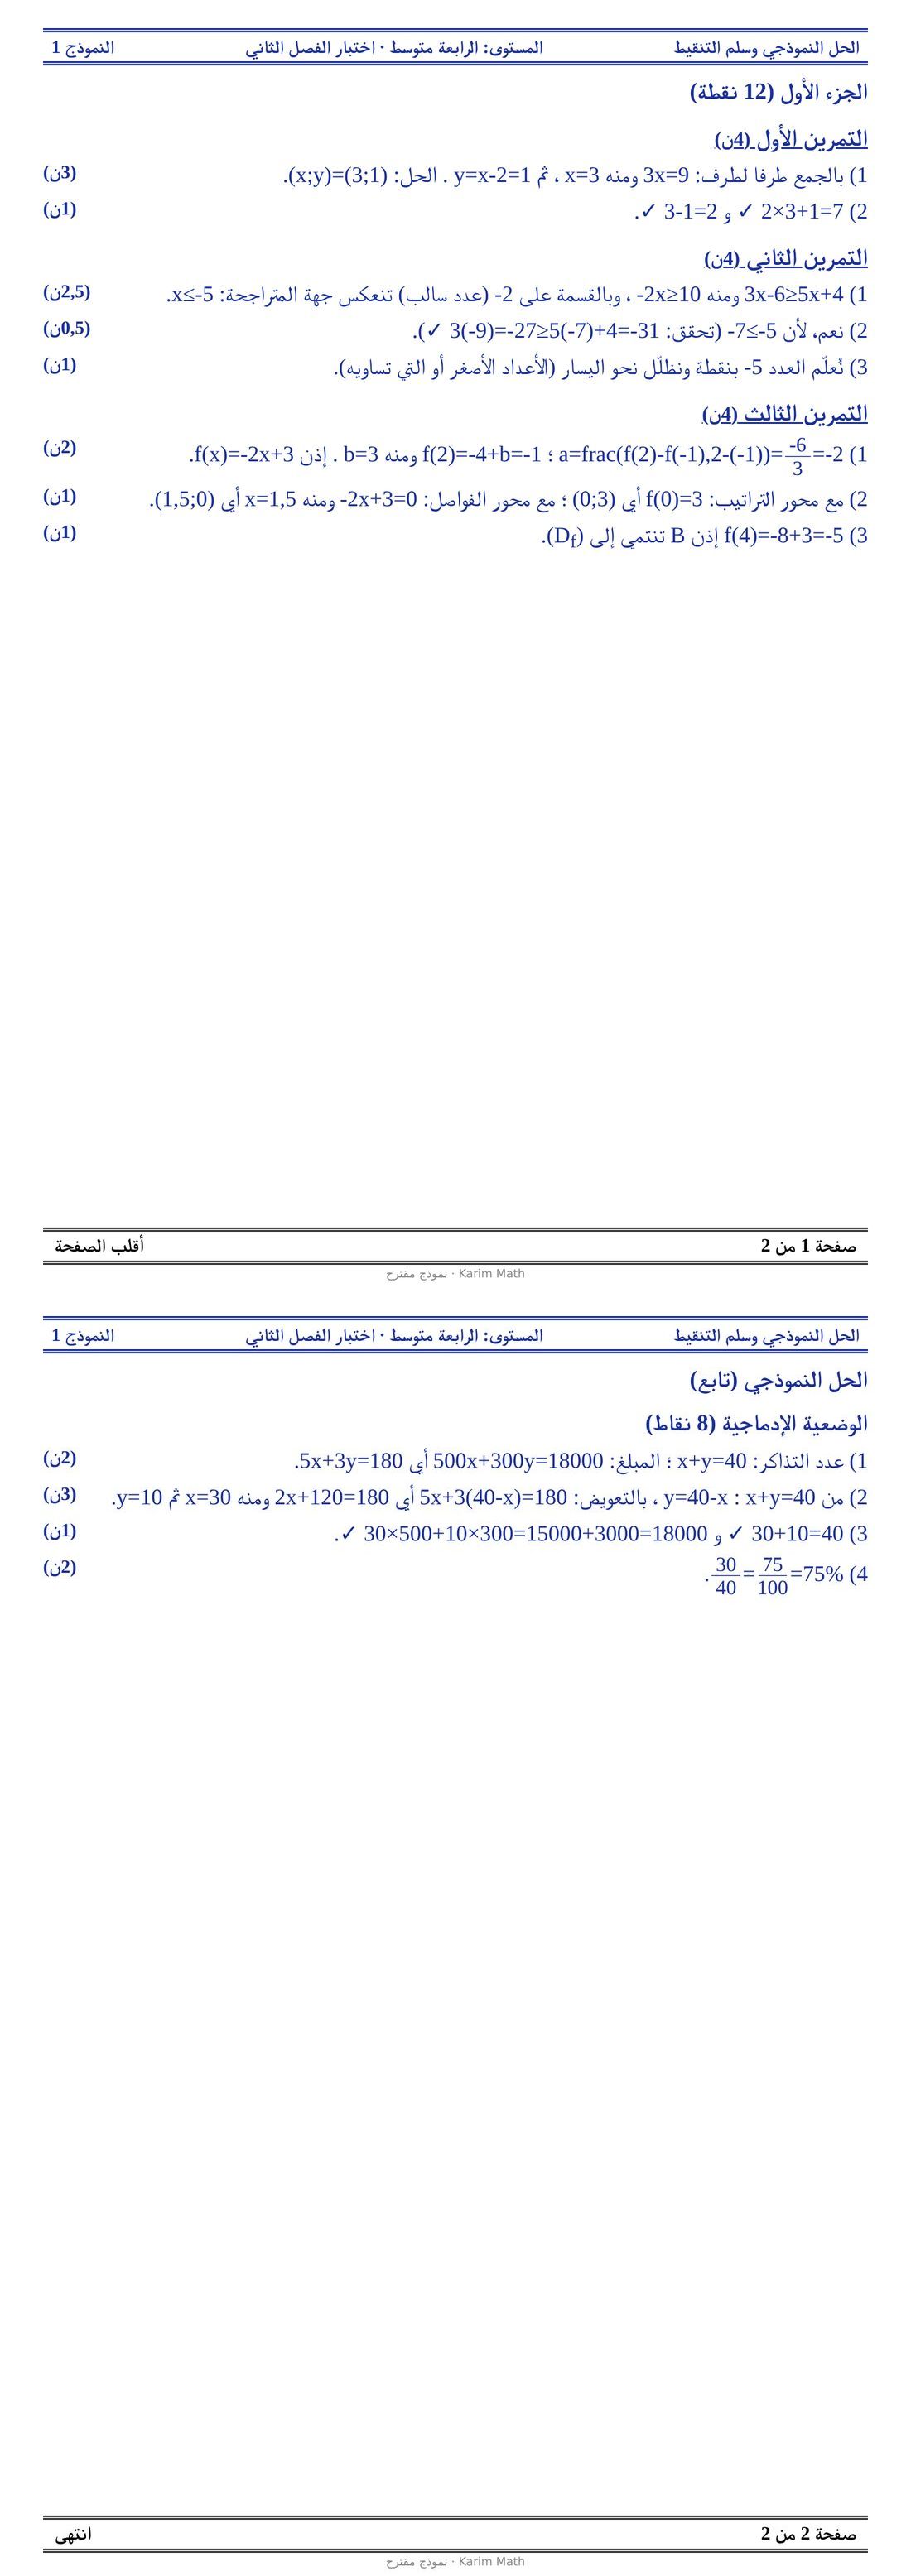 الحل النموذجي وسلم التنقيط المستوى: الرابعة متوسط · اختبار الفصل الثاني النموذج 1
الجزء الأول (12 نقطة)
التمرين الأول (4ن)
1) بالجمع طرفا لطرف: 3x=9 ومنه x=3 ، ثم y=x-2=1 . الحل: (x;y)=(3;1). (3ن)
2) 2×3+1=7 ✓ و 3-1=2 ✓. (1ن)
التمرين الثاني (4ن)
1) 3x-6≥5x+4 ومنه -2x≥10 ، وبالقسمة على -2 (عدد سالب) تنعكس جهة المتراجحة: x≤-5. (2,5ن)
2) نعم، لأن -7≤-5 (تحقق: 3(-9)=-27≥5(-7)+4=-31 ✓). (0,5ن)
3) نُعلّم العدد -5 بنقطة ونظلّل نحو اليسار (الأعداد الأصغر أو التي تساويه). (1ن)
التمرين الثالث (4ن)
1) a=frac(f(2)-f(-1),2-(-1))=-6/3=-2 ؛ f(2)=-4+b=-1 ومنه b=3 . إذن f(x)=-2x+3. (2ن)
2) مع محور التراتيب: f(0)=3 أي (0;3) ؛ مع محور الفواصل: -2x+3=0 ومنه x=1,5 أي (1,5;0). (1ن)
3) f(4)=-8+3=-5 إذن B تنتمي إلى (Df). (1ن)
صفحة 1 من 2 أقلب الصفحة
Karim Math · نموذج مقترح
الحل النموذجي وسلم التنقيط المستوى: الرابعة متوسط · اختبار الفصل الثاني النموذج 1
الحل النموذجي (تابع)
الوضعية الإدماجية (8 نقاط)
1) عدد التذاكر: x+y=40 ؛ المبلغ: 500x+300y=18000 أي 5x+3y=180. (2ن)
2) من x+y=40 : y=40-x ، بالتعويض: 5x+3(40-x)=180 أي 2x+120=180 ومنه x=30 ثم y=10. (3ن)
3) 30+10=40 ✓ و 30×500+10×300=15000+3000=18000 ✓. (1ن)
4) 30/40=75/100=75%. (2ن)
صفحة 2 من 2 انتهى
Karim Math · نموذج مقترح